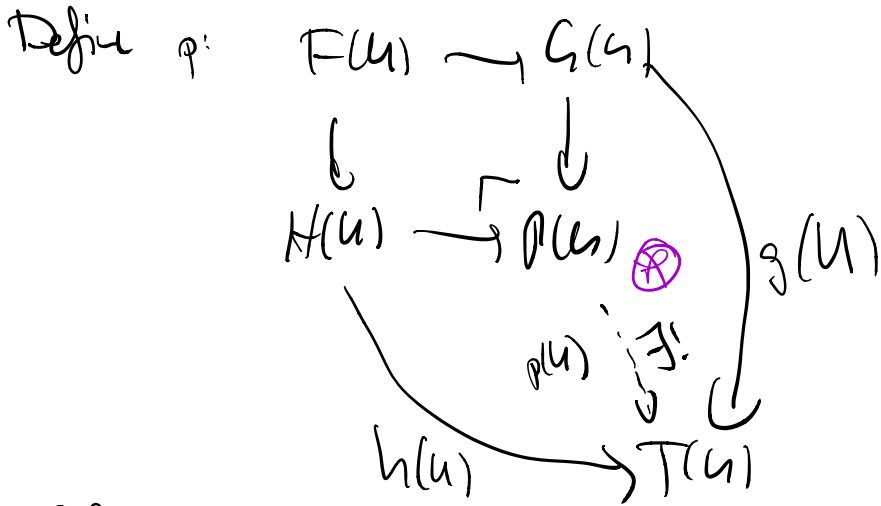 Define p: F(U) → G(U)
H(U) → P(U) ⊛ g(U)
p(U) ∃!
h(U) T(U)